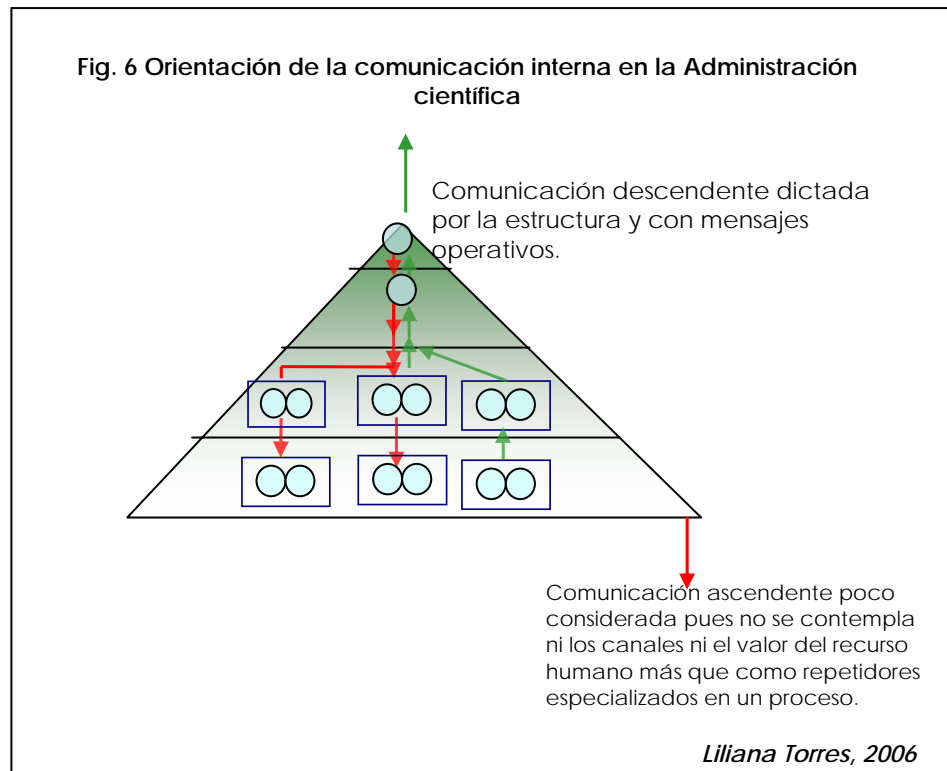 Fig. 6 Orientación de la comunicación interna en la Administración
científica
Comunicación descendente dictada
por la estructura y con mensajes
operativos.
Comunicación ascendente poco
considerada pues no se contempla
ni los canales ni el valor del recurso
humano más que como repetidores
especializados en un proceso.
Liliana Torres, 2006